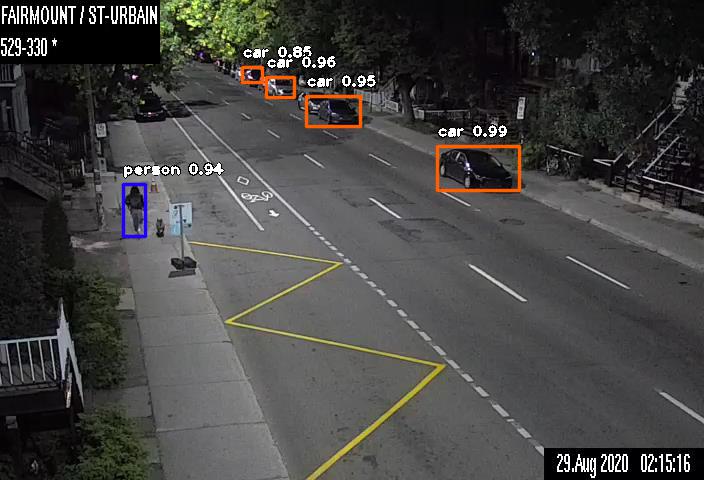 FAIRMOUNT / ST-URBAIN
529-330 *
car 0.85
car 0.96
car 0.95
car 0.99
person 0.94
29.Aug 2020 02:15:16